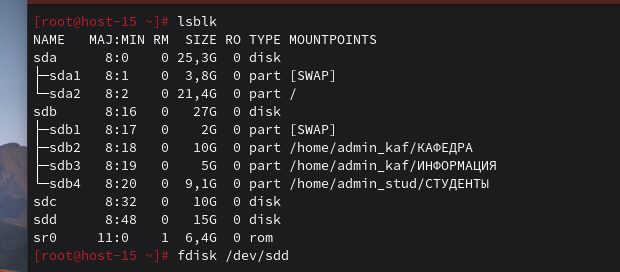 [root@host-15 ~]# lsblk
NAME   MAJ:MIN RM  SIZE RO TYPE MOUNTPOINTS
sda      8:0    0 25,3G  0 disk
├─sda1   8:1    0  3,8G  0 part [SWAP]
└─sda2   8:2    0 21,4G  0 part /
sdb      8:16   0   27G  0 disk
├─sdb1   8:17   0    2G  0 part [SWAP]
├─sdb2   8:18   0   10G  0 part /home/admin_kaf/КАФЕДРА
├─sdb3   8:19   0    5G  0 part /home/admin_kaf/ИНФОРМАЦИЯ
└─sdb4   8:20   0  9,1G  0 part /home/admin_stud/СТУДЕНТЫ
sdc      8:32   0   10G  0 disk
sdd      8:48   0   15G  0 disk
sr0     11:0    1  6,4G  0 rom
[root@host-15 ~]# fdisk /dev/sdd